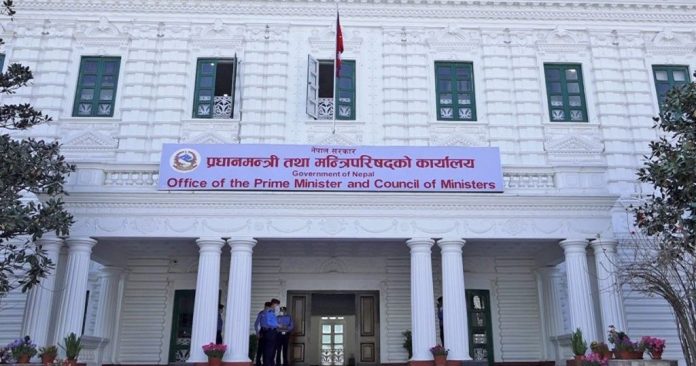 नेपाल सरकार
प्रधानमन्त्री तथा मन्त्रिपरिषद्को कार्यालय
Government of Nepal
Office of the Prime Minister and Council of Ministers